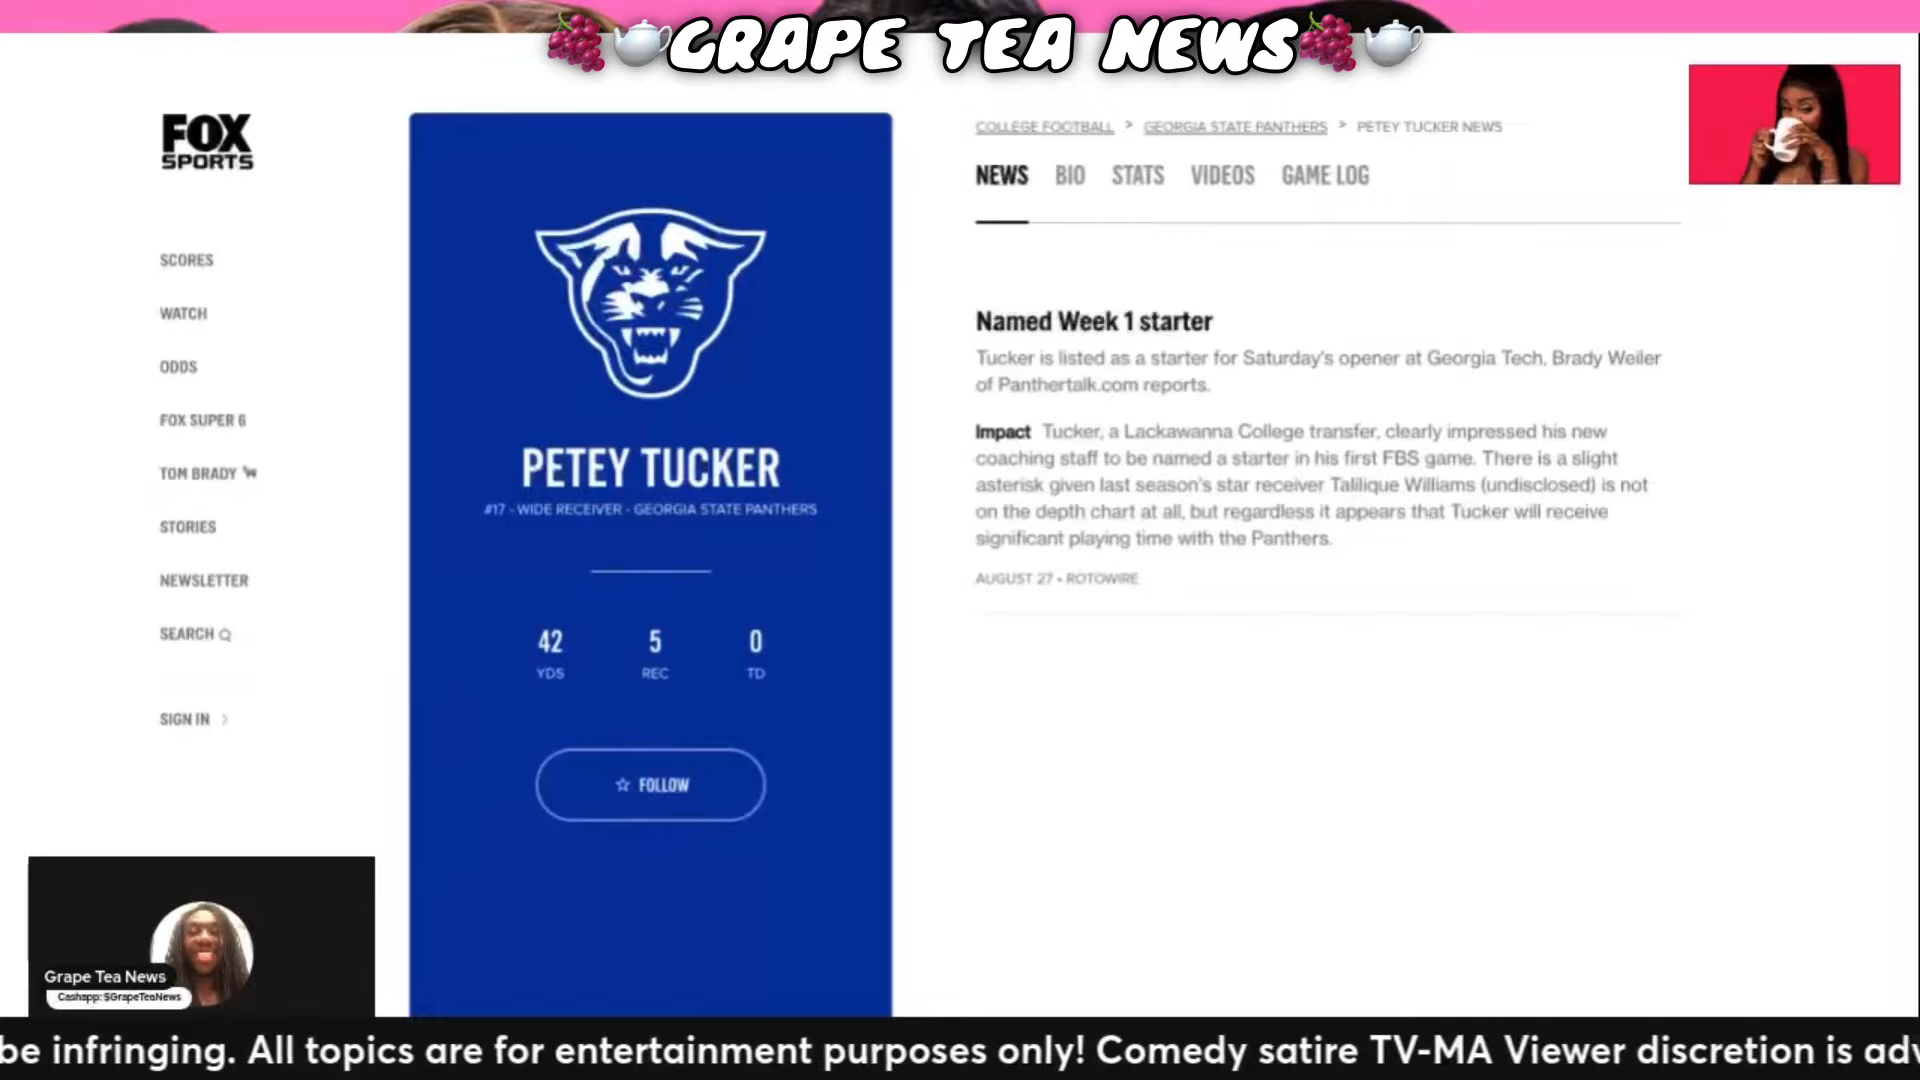 GRAPE TEA NEWS
FOX
SPORTS
SCORES
WATCH
ODDS
FOX SUPER 6
TOM BRADY
STORIES
NEWSLETTER
SEARCH
SIGN IN >
PETEY TUCKER
#17 - WIDE RECEIVER - GEORGIA STATE PANTHERS
42 5 0
YDS REC TD
☆ FOLLOW
COLLEGE FOOTBALL > GEORGIA STATE PANTHERS > PETEY TUCKER NEWS
NEWS BIO STATS VIDEOS GAME LOG
Named Week 1 starter
Tucker is listed as a starter for Saturday's opener at Georgia Tech, Brady Weiler
of Panthertalk.com reports.
Impact Tucker, a Lackawanna College transfer, clearly impressed his new
coaching staff to be named a starter in his first FBS game. There is a slight
asterisk given last season's star receiver Talilique Williams (undisclosed) is not
on the depth chart at all, but regardless it appears that Tucker will receive
significant playing time with the Panthers.
AUGUST 27 • ROTOWIRE
Grape Tea News
Cashapp: $GrapeTeaNews
be infringing. All topics are for entertainment purposes only! Comedy satire TV-MA Viewer discretion is adv